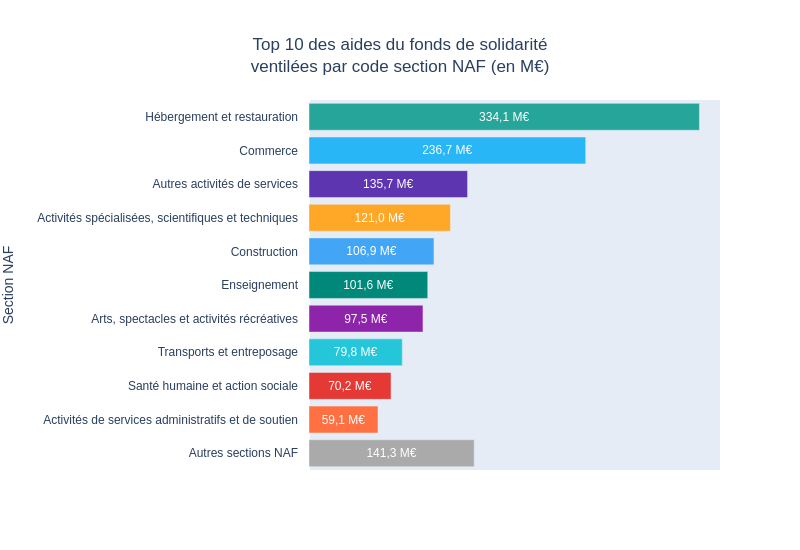 Top 10 des aides du fonds de solidarité
ventilées par code section NAF (en M€)
Section NAF
Hébergement et restauration 334,1 M€
Commerce 236,7 M€
Autres activités de services 135,7 M€
Activités spécialisées, scientifiques et techniques 121,0 M€
Construction 106,9 M€
Enseignement 101,6 M€
Arts, spectacles et activités récréatives 97,5 M€
Transports et entreposage 79,8 M€
Santé humaine et action sociale 70,2 M€
Activités de services administratifs et de soutien 59,1 M€
Autres sections NAF 141,3 M€